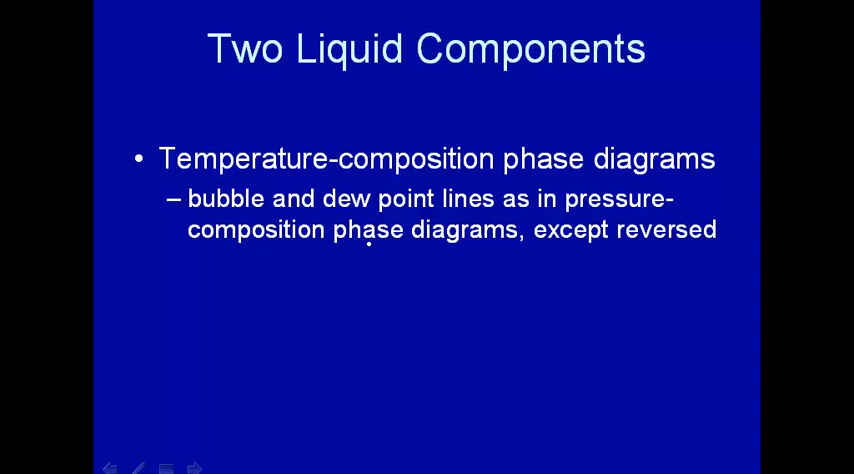 Two Liquid Components
• Temperature-composition phase diagrams
– bubble and dew point lines as in pressure-
composition phase diagrams, except reversed